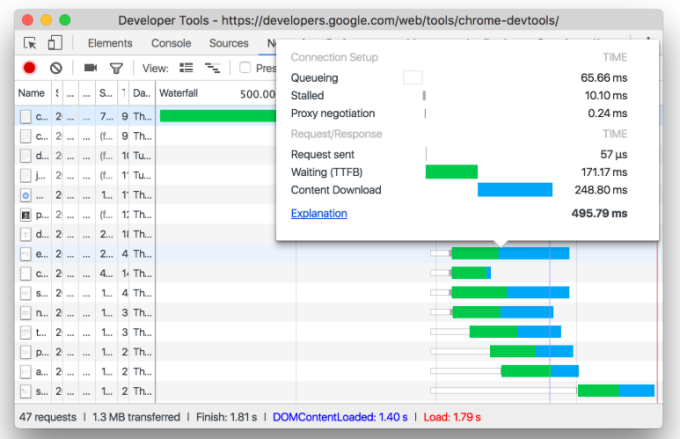 Developer Tools - https://developers.google.com/web/tools/chrome-devtools/
Elements Console Sources
View: Pres
Name S... Da.. Waterfall 500.00
Connection Setup TIME
Queueing 65.66 ms
Stalled 10.10 ms
Proxy negotiation 0.24 ms
Request/Response TIME
Request sent 57 µs
Waiting (TTFB) 171.17 ms
Content Download 248.80 ms
Explanation 495.79 ms
c... 2 ... ... 7... 9 Th...
c... 2 ... ... (f... 9 Th...
d... 2 ... ... (f... Tu...
j... 2 ... ... (f... Tu...
... 2 ... ... 1... Th...
p... 2 ... ... (f... Th...
d... 2 ... ... 2... Th...
e... 2 ... ... 2... 4 Th...
c... 2 ... ... 4... Th...
s... 2 ... ... 1... 4 Th...
n... 2 ... ... 1... 3 Th...
t... 2 ... ... 1... 3 Th...
p... 2 ... ... 1... 2 Th...
a... 2 ... ... 1... 2 Th...
s... 2 ... ... 1... 2 Th...
47 requests | 1.3 MB transferred | Finish: 1.81 s | DOMContentLoaded: 1.40 s | Load: 1.79 s